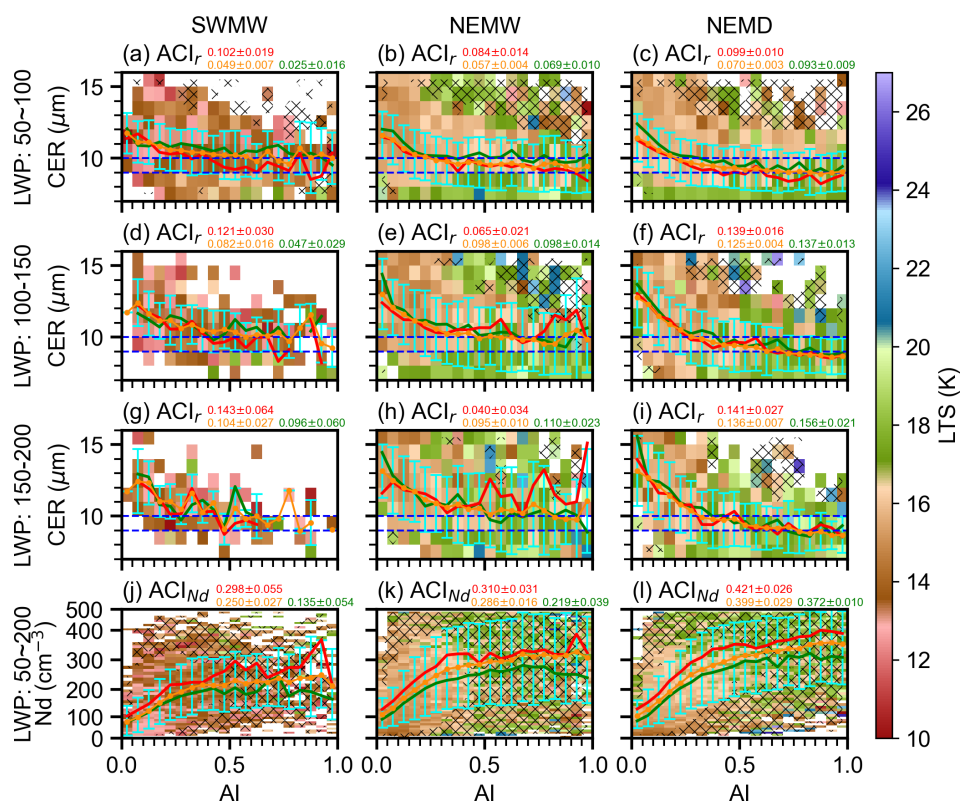 SWMW NEMW NEMD
(a) ACI_r 0.102±0.019 0.049±0.007 0.025±0.016
(b) ACI_r 0.084±0.014 0.057±0.004 0.069±0.010
(c) ACI_r 0.099±0.010 0.070±0.003 0.093±0.009
LWP: 50~100
CER (μm)
15
10
(d) ACI_r 0.121±0.030 0.082±0.016 0.047±0.029
(e) ACI_r 0.065±0.021 0.098±0.006 0.098±0.014
(f) ACI_r 0.139±0.016 0.125±0.004 0.137±0.013
LWP: 100-150
CER (μm)
15
10
(g) ACI_r 0.143±0.064 0.104±0.027 0.096±0.060
(h) ACI_r 0.040±0.034 0.095±0.010 0.110±0.023
(i) ACI_r 0.141±0.027 0.136±0.007 0.156±0.021
LWP: 150-200
CER (μm)
15
10
(j) ACI_Nd 0.298±0.055 0.250±0.027 0.135±0.054
(k) ACI_Nd 0.310±0.031 0.286±0.016 0.219±0.039
(l) ACI_Nd 0.421±0.026 0.399±0.029 0.372±0.010
LWP: 50~200
Nd (cm⁻³)
500
400
300
200
100
0
0.0 0.5 1.0 0.5 1.0 0.5 1.0
AI AI AI
26
24
22
20
18
16
14
12
10
LTS (K)